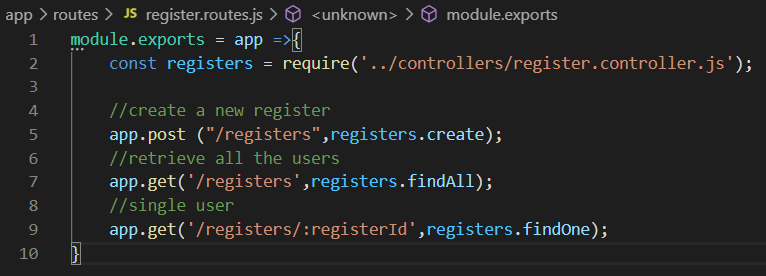 app > routes > JS register.routes.js > <unknown> > module.exports
1 module.exports = app =>{
2     const registers = require('../controllers/register.controller.js');
3
4     //create a new register
5     app.post ("/registers",registers.create);
6     //retrieve all the users
7     app.get('/registers',registers.findAll);
8     //single user
9     app.get('/registers/:registerId',registers.findOne);
10 }